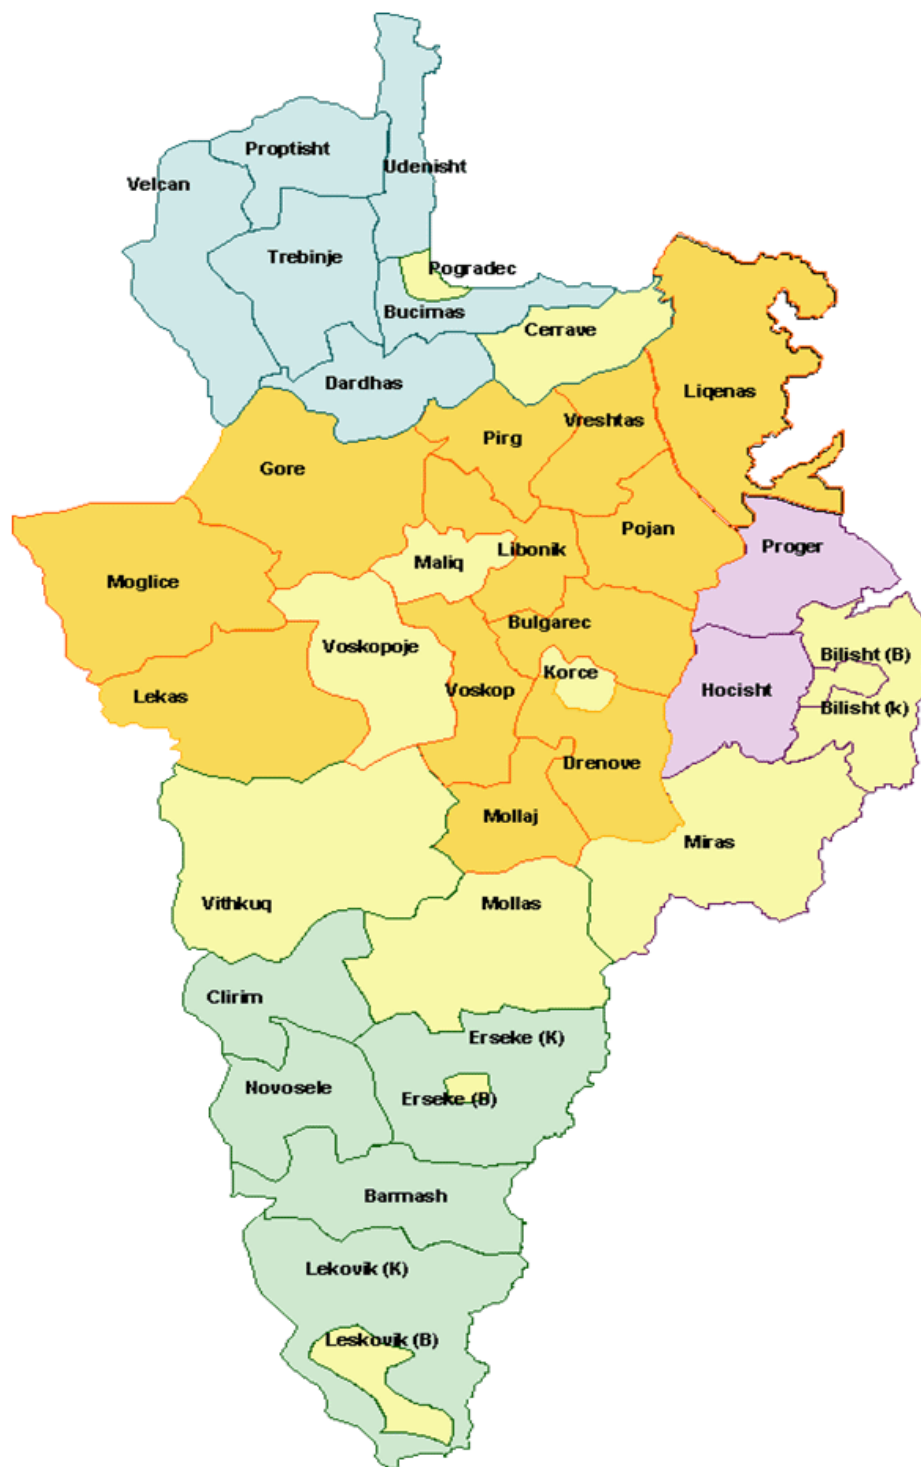 Proptisht
Udenisht
Velcan
Trebinje
Pogradec
Bucimas
Cerrave
Dardhas
Liqenas
Vreshtas
Pirg
Gore
Pojan
Proger
Libonik
Maliq
Moglice
Bulgarec
Voskopoje
Bilisht (B)
Korce
Hocisht
Voskop
Lekas
Bilisht (k)
Drenove
Mollaj
Miras
Vithkuq
Mollas
Clirim
Erseke (K)
Novosele
Erseke (B)
Barmash
Lekovik (K)
Leskovik (B)